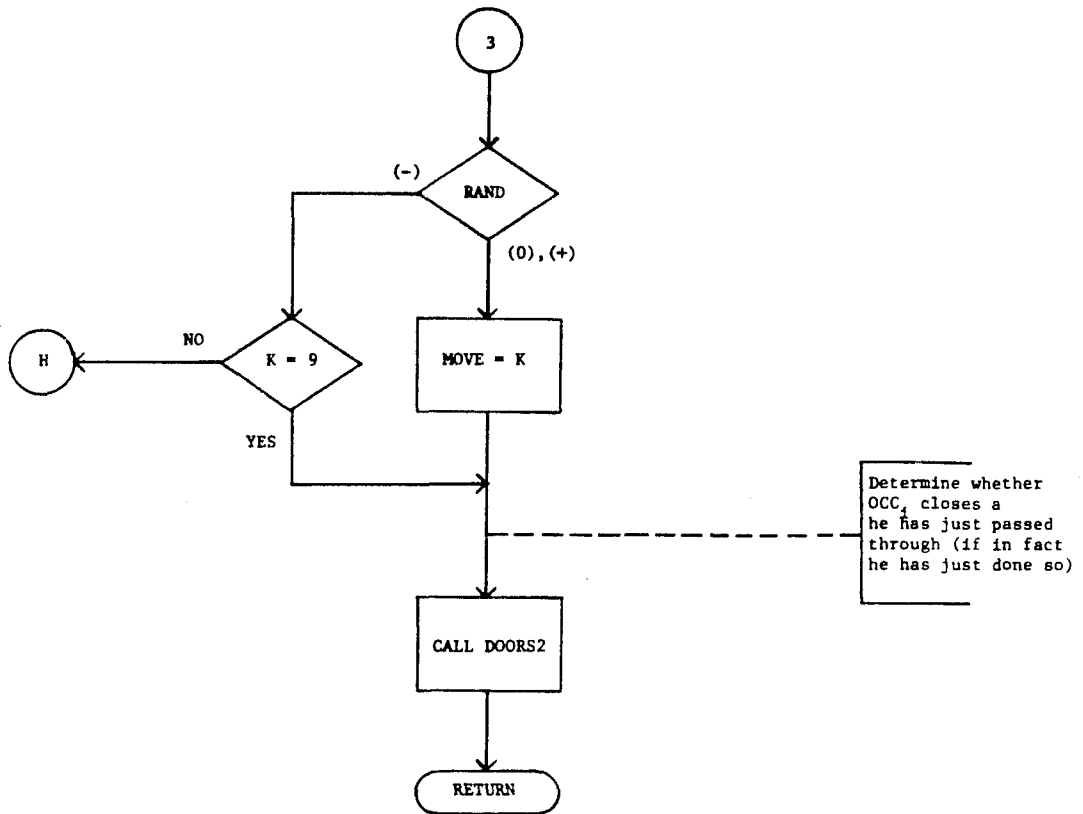 3
(-)
RAND
(0),(+)
NO
H
K = 9
MOVE = K
YES
Determine whether
OCCi closes a
he has just passed
through (if in fact
he has just done so)
CALL DOORS2
RETURN